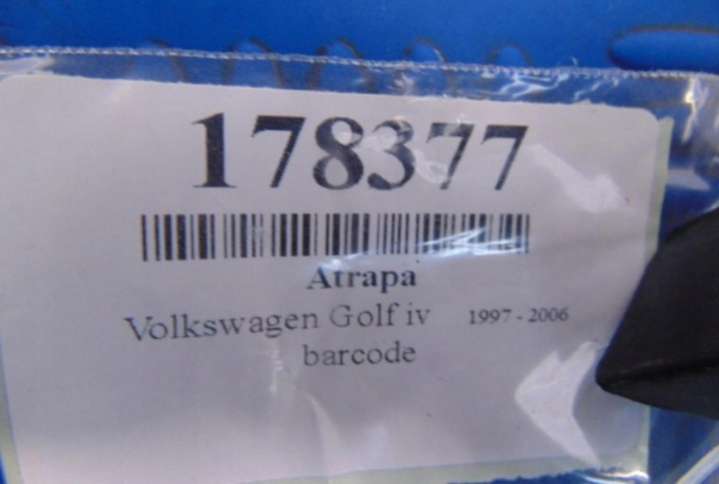 178377
Atrapa
Volkswagen Golf iv 1997 - 2006
barcode